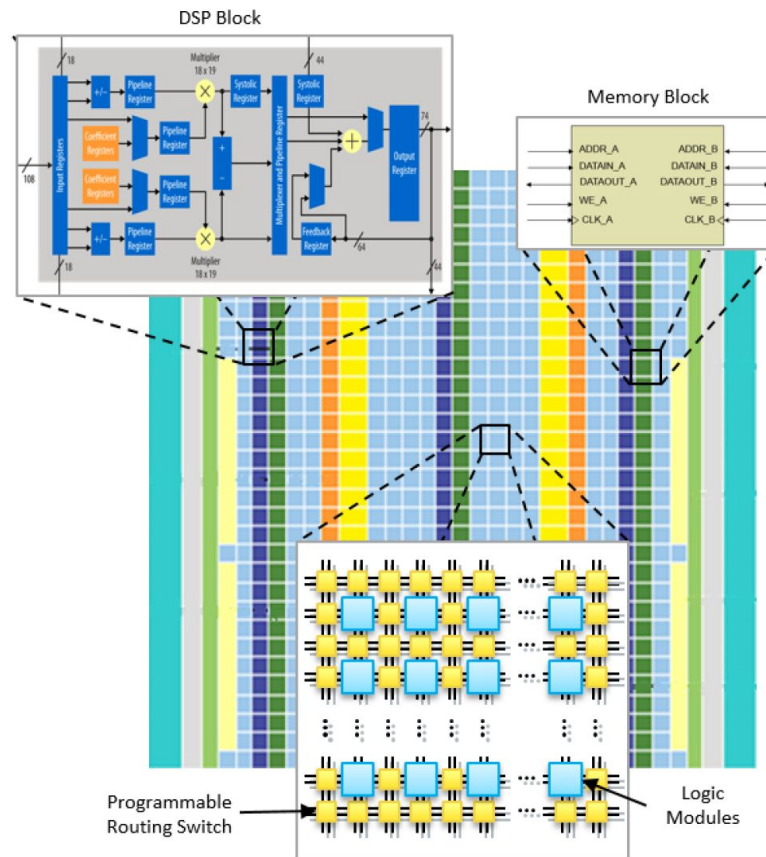 DSP Block
18
44
Multiplier
18 x 19
+/−
Pipeline
Register
×
Systolic
Register
Systolic
Register
74
Input Registers
Coefficient
Registers
Pipeline
Register
+
−
Multiplexer and Pipeline Register
+
Output
Register
108
Coefficient
Registers
Pipeline
Register
+/−
Pipeline
Register
×
Multiplier
18 x 19
Feedback
Register
64
18
44
Memory Block
ADDR_A ADDR_B
DATAIN_A DATAIN_B
DATAOUT_A DATAOUT_B
WE_A WE_B
CLK_A CLK_B
Programmable
Routing Switch
Logic
Modules